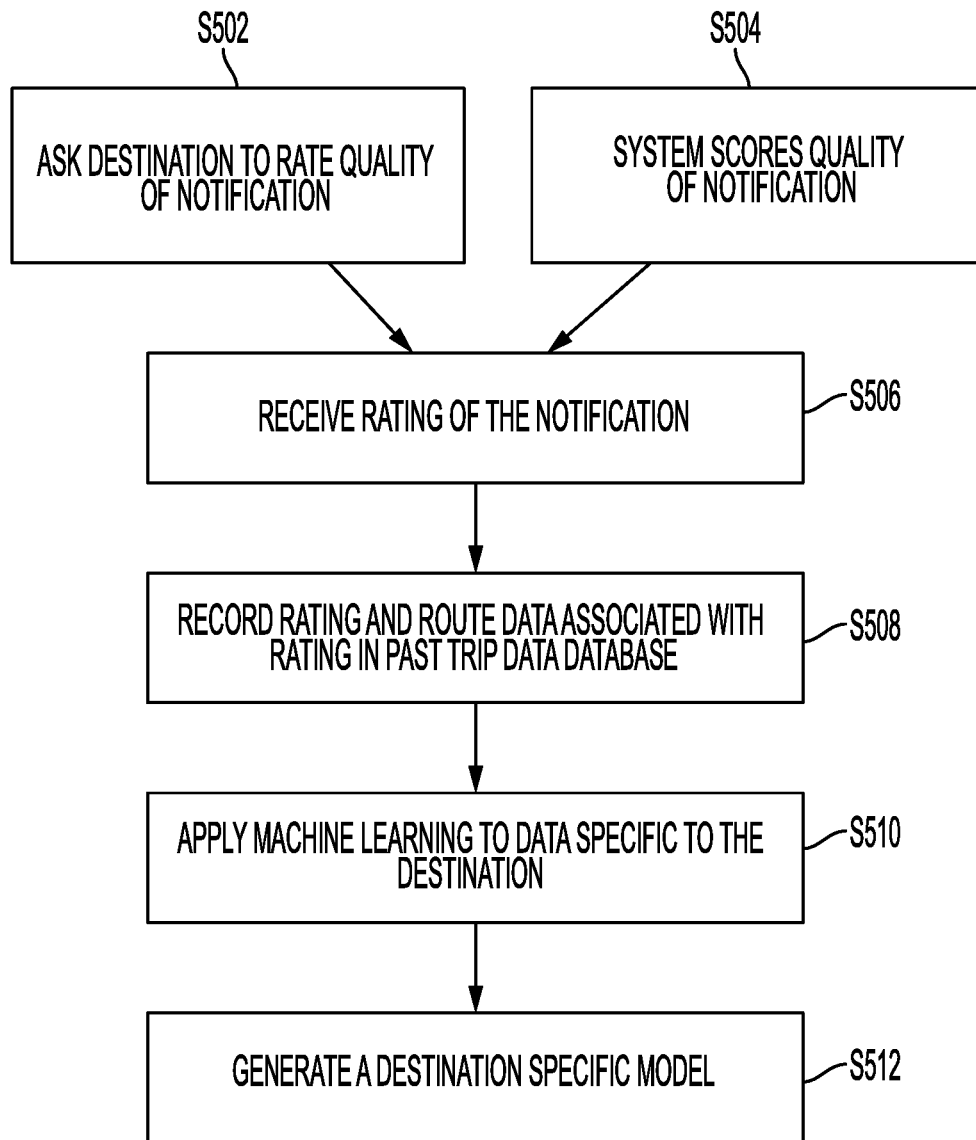 S502
S504
ASK DESTINATION TO RATE QUALITY
OF NOTIFICATION
SYSTEM SCORES QUALITY
OF NOTIFICATION
RECEIVE RATING OF THE NOTIFICATION
S506
RECORD RATING AND ROUTE DATA ASSOCIATED WITH
RATING IN PAST TRIP DATA DATABASE
S508
APPLY MACHINE LEARNING TO DATA SPECIFIC TO THE
DESTINATION
S510
GENERATE A DESTINATION SPECIFIC MODEL
S512